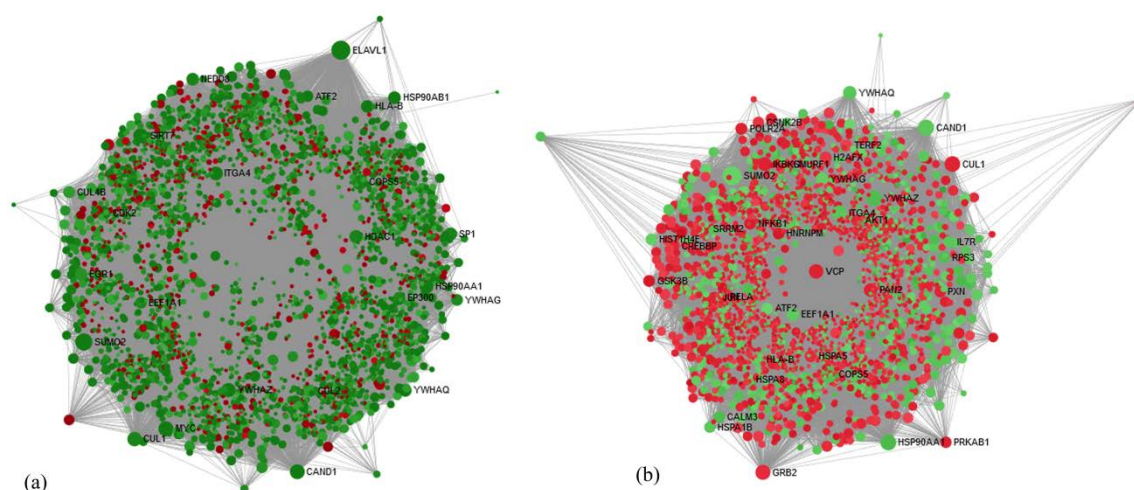 ELAVL1
NEDD8
ATF2
HSP90AB1
HLA-B
SIRT7
ITGA4
COPS5
CUL4B
CDK2
HDAC1
SP1
EGR1
HSP90AA1
EP300
YWHAG
EEF1A1
SUMO2
YWHAZ
CUL2
YWHAQ
MYC
CUL1
CAND1
(a)
YWHAQ
CSNK2B
POLR2A
CAND1
TERF2
IKBKG
SMURF1
H2AFX
CUL1
SUMO2
YWHAG
YWHAZ
ITGA4
NFKB1
AKT1
SRRM2
HNRNPM
HIST1H4F
CREBBP
IL7R
RPS3
VCP
GSK3B
PAN2
PXN
JUN
RELA
ATF2
EEF1A1
HLA-B
HSPA5
HSPA8
COPS5
CALM3
HSPA1B
HSP90AA1
PRKAB1
GRB2
(b)